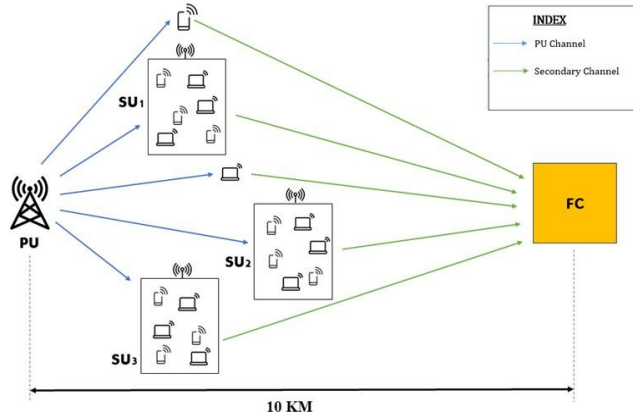 INDEX
PU Channel
Secondary Channel
SU1
PU
FC
SU2
SU3
10 KM